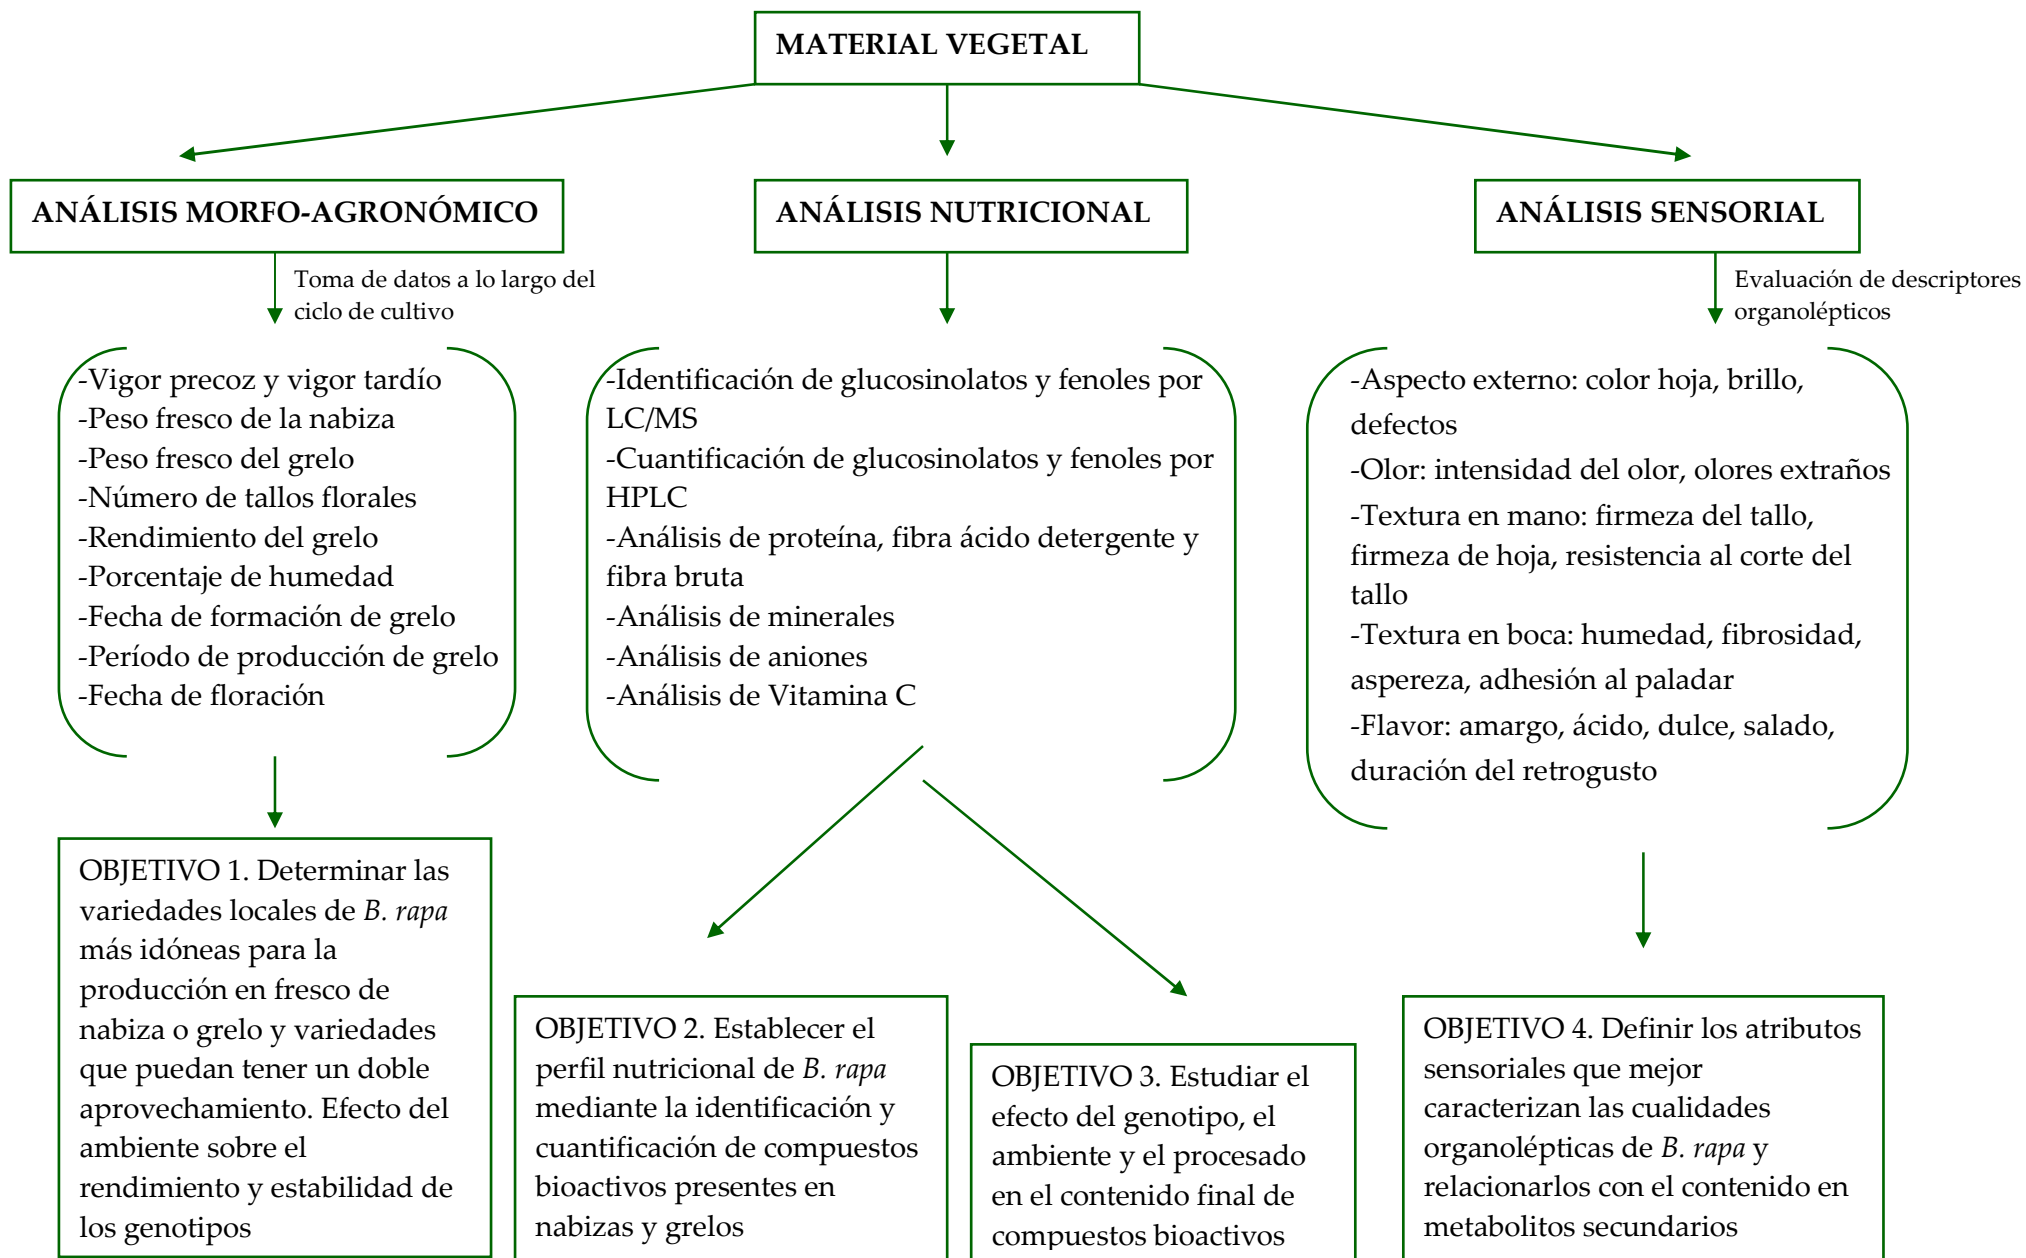 MATERIAL VEGETAL
ANÁLISIS MORFO-AGRONÓMICO
Toma de datos a lo largo del
ciclo de cultivo
-Vigor precoz y vigor tardío
-Peso fresco de la nabiza
-Peso fresco del grelo
-Número de tallos florales
-Rendimiento del grelo
-Porcentaje de humedad
-Fecha de formación de grelo
-Período de producción de grelo
-Fecha de floración
OBJETIVO 1. Determinar las
variedades locales de B. rapa
más idóneas para la
producción en fresco de
nabiza o grelo y variedades
que puedan tener un doble
aprovechamiento. Efecto del
ambiente sobre el
rendimiento y estabilidad de
los genotipos
ANÁLISIS NUTRICIONAL
-Identificación de glucosinolatos y fenoles por
LC/MS
-Cuantificación de glucosinolatos y fenoles por
HPLC
-Análisis de proteína, fibra ácido detergente y
fibra bruta
-Análisis de minerales
-Análisis de aniones
-Análisis de Vitamina C
OBJETIVO 2. Establecer el
perfil nutricional de B. rapa
mediante la identificación y
cuantificación de compuestos
bioactivos presentes en
nabizas y grelos
OBJETIVO 3. Estudiar el
efecto del genotipo, el
ambiente y el procesado
en el contenido final de
compuestos bioactivos
ANÁLISIS SENSORIAL
Evaluación de descriptores
organolépticos
-Aspecto externo: color hoja, brillo,
defectos
-Olor: intensidad del olor, olores extraños
-Textura en mano: firmeza del tallo,
firmeza de hoja, resistencia al corte del
tallo
-Textura en boca: humedad, fibrosidad,
aspereza, adhesión al paladar
-Flavor: amargo, ácido, dulce, salado,
duración del retrogusto
OBJETIVO 4. Definir los atributos
sensoriales que mejor
caracterizan las cualidades
organolépticas de B. rapa y
relacionarlos con el contenido en
metabolitos secundarios